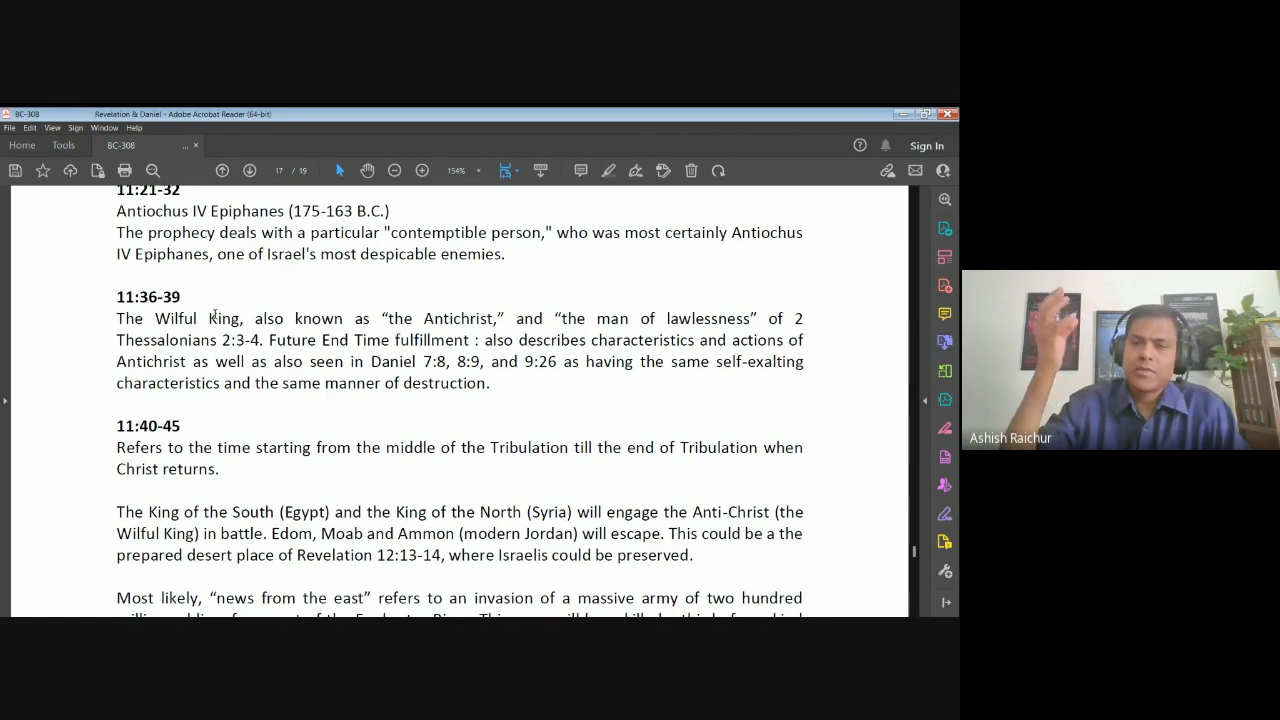 BC-308 Revelation & Daniel - Adobe Acrobat Reader (64-bit)
File Edit View Sign Window Help
Home Tools BC-308 ... × Sign In
17 / 19 154%
11:21-32
Antiochus IV Epiphanes (175-163 B.C.)
The prophecy deals with a particular "contemptible person," who was most certainly Antiochus
IV Epiphanes, one of Israel's most despicable enemies.
11:36-39
The Wilful King, also known as “the Antichrist,” and “the man of lawlessness” of 2
Thessalonians 2:3-4. Future End Time fulfillment : also describes characteristics and actions of
Antichrist as well as also seen in Daniel 7:8, 8:9, and 9:26 as having the same self-exalting
characteristics and the same manner of destruction.
11:40-45
Refers to the time starting from the middle of the Tribulation till the end of Tribulation when
Christ returns.
The King of the South (Egypt) and the King of the North (Syria) will engage the Anti-Christ (the
Wilful King) in battle. Edom, Moab and Ammon (modern Jordan) will escape. This could be a the
prepared desert place of Revelation 12:13-14, where Israelis could be preserved.
Most likely, “news from the east” refers to an invasion of a massive army of two hundred
Ashish Raichur